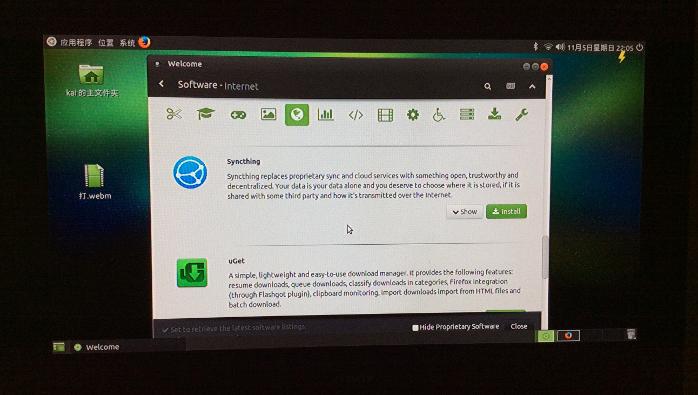 应用程序 位置 系统
11月5日星期日 22:05
Welcome
Software · Internet
kai 的主文件夹
打.webm
Syncthing
Syncthing replaces proprietary sync and cloud services with something open, trustworthy and
decentralized. Your data is your data alone and you deserve to choose where it is stored, if it is
shared with some third party and how it's transmitted over the Internet.
Show
Install
uGet
A simple, lightweight and easy-to-use download manager. It provides the following features:
resume downloads, queue downloads, classify downloads in categories, Firefox integration
(through Flashgot plugin), clipboard monitoring, import downloads import from HTML files and
batch download.
Set to retrieve the latest software listings.
Hide Proprietary Software
Close
Welcome